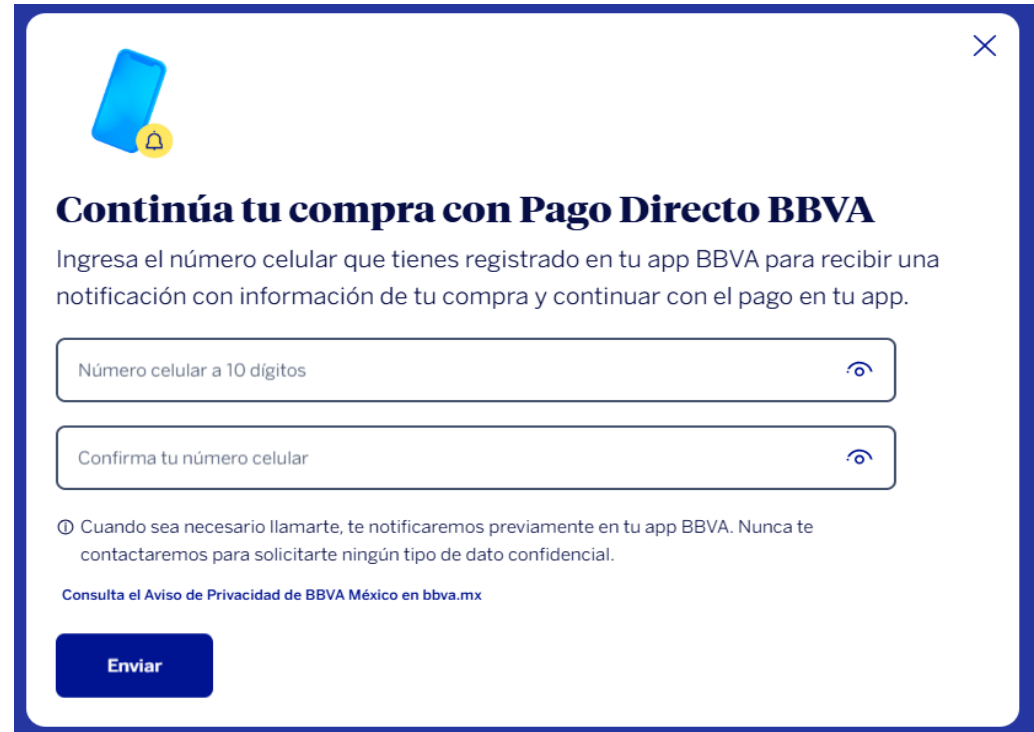 Continúa tu compra con Pago Directo BBVA
Ingresa el número celular que tienes registrado en tu app BBVA para recibir una
notificación con información de tu compra y continuar con el pago en tu app.
Número celular a 10 dígitos
Confirma tu número celular
Cuando sea necesario llamarte, te notificaremos previamente en tu app BBVA. Nunca te
contactaremos para solicitarte ningún tipo de dato confidencial.
Consulta el Aviso de Privacidad de BBVA México en bbva.mx
Enviar